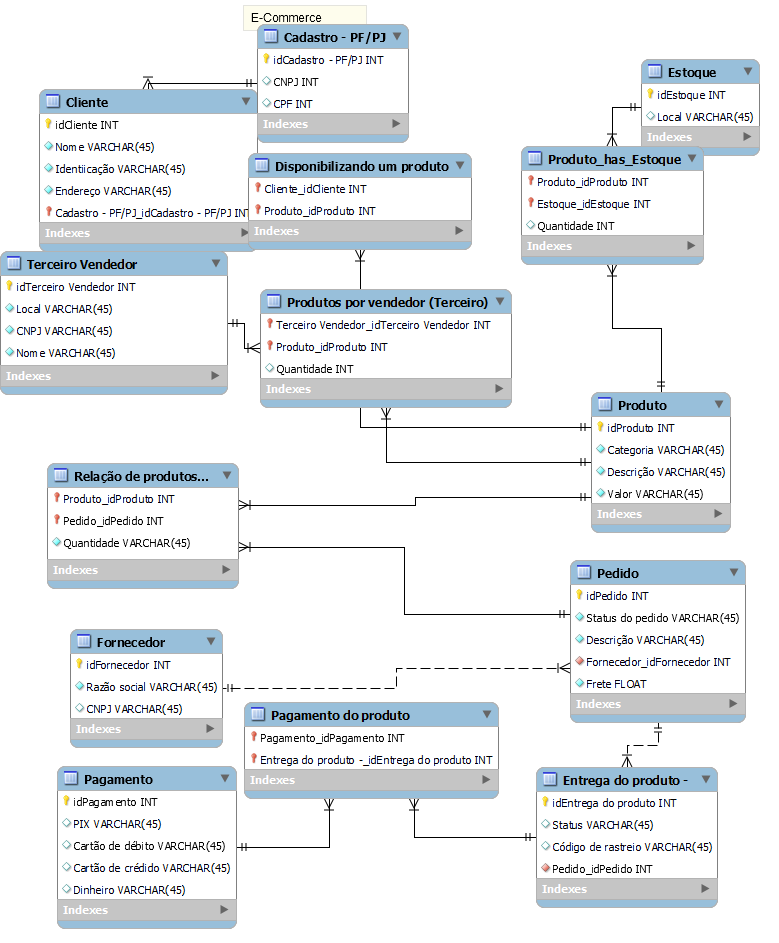 E-Commerce
Cadastro - PF/PJ
idCadastro - PF/PJ INT
CNPJ INT
CPF INT
Indexes
Estoque
idEstoque INT
Local VARCHAR(45)
Indexes
Cliente
idCliente INT
Nome VARCHAR(45)
Identiicação VARCHAR(45)
Endereço VARCHAR(45)
Cadastro - PF/PJ_idCadastro - PF/PJ INT
Indexes
Disponibilizando um produto
Cliente_idCliente INT
Produto_idProduto INT
Indexes
Produto_has_Estoque
Produto_idProduto INT
Estoque_idEstoque INT
Quantidade INT
Indexes
Terceiro Vendedor
idTerceiro Vendedor INT
Local VARCHAR(45)
CNPJ VARCHAR(45)
Nome VARCHAR(45)
Indexes
Produtos por vendedor (Terceiro)
Terceiro Vendedor_idTerceiro Vendedor INT
Produto_idProduto INT
Quantidade INT
Indexes
Produto
idProduto INT
Categoria VARCHAR(45)
Descrição VARCHAR(45)
Valor VARCHAR(45)
Indexes
Relação de produtos...
Produto_idProduto INT
Pedido_idPedido INT
Quantidade VARCHAR(45)
Indexes
Pedido
idPedido INT
Status do pedido VARCHAR(45)
Descrição VARCHAR(45)
Fornecedor_idFornecedor INT
Frete FLOAT
Indexes
Fornecedor
idFornecedor INT
Razão social VARCHAR(45)
CNPJ VARCHAR(45)
Indexes
Pagamento do produto
Pagamento_idPagamento INT
Entrega do produto -_idEntrega do produto INT
Indexes
Pagamento
idPagamento INT
PIX VARCHAR(45)
Cartão de débito VARCHAR(45)
Cartão de crédido VARCHAR(45)
Dinheiro VARCHAR(45)
Indexes
Entrega do produto -
idEntrega do produto INT
Status VARCHAR(45)
Código de rastreio VARCHAR(45)
Pedido_idPedido INT
Indexes